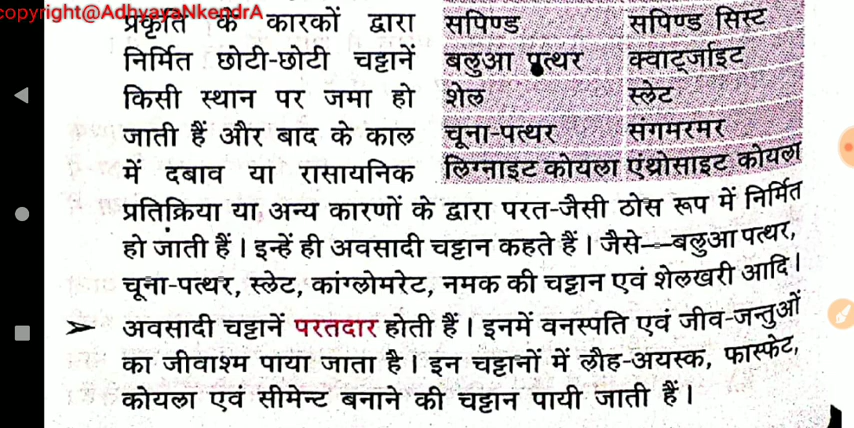 copyright@AdhyayaNkendrA
प्रकृति के कारकों द्वारा
निर्मित छोटी-छोटी चट्टानें
किसी स्थान पर जमा हो
जाती हैं और बाद के काल
में दबाव या रासायनिक
सपिण्ड सपिण्ड सिस्ट
बलुआ पत्थर क्वार्ट्जाइट
शेल स्लेट
चूना-पत्थर संगमरमर
लिग्नाइट कोयला एंथ्रोसाइट कोयला
प्रतिक्रिया या अन्य कारणों के द्वारा परत-जैसी ठोस रूप में निर्मित
हो जाती हैं। इन्हें ही अवसादी चट्टान कहते हैं। जैसे—बलुआ पत्थर,
चूना-पत्थर, स्लेट, कांग्लोमरेट, नमक की चट्टान एवं शेलखरी आदि।
➢ अवसादी चट्टानें परतदार होती हैं। इनमें वनस्पति एवं जीव-जन्तुओं
का जीवाश्म पाया जाता है। इन चट्टानों में लौह-अयस्क, फास्फेट,
कोयला एवं सीमेन्ट बनाने की चट्टान पायी जाती हैं।